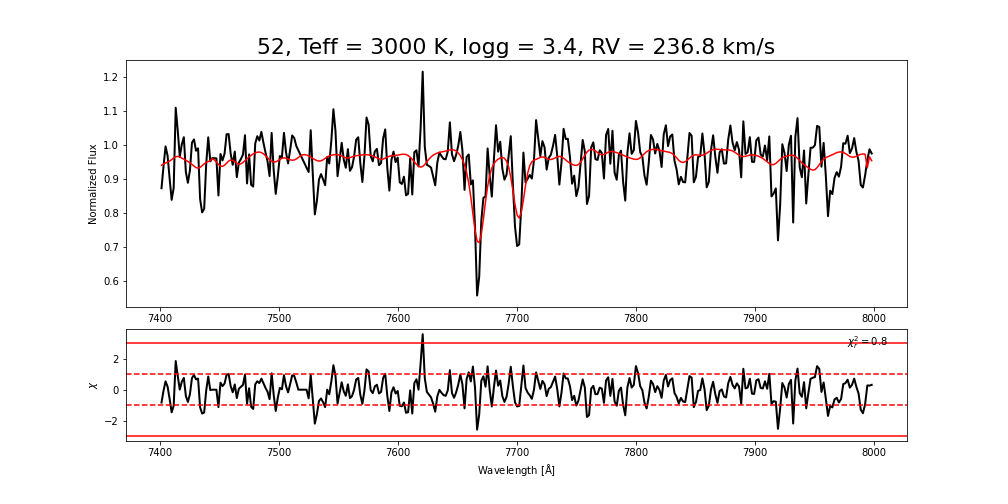 52, Teff = 3000 K, logg = 3.4, RV = 236.8 km/s
Normalized Flux
1.2
1.1
1.0
0.9
0.8
0.7
0.6
7400 7500 7600 7700 7800 7900 8000
χ
2
0
−2
χ²ᵣ = 0.8
7400 7500 7600 7700 7800 7900 8000
Wavelength [Å]